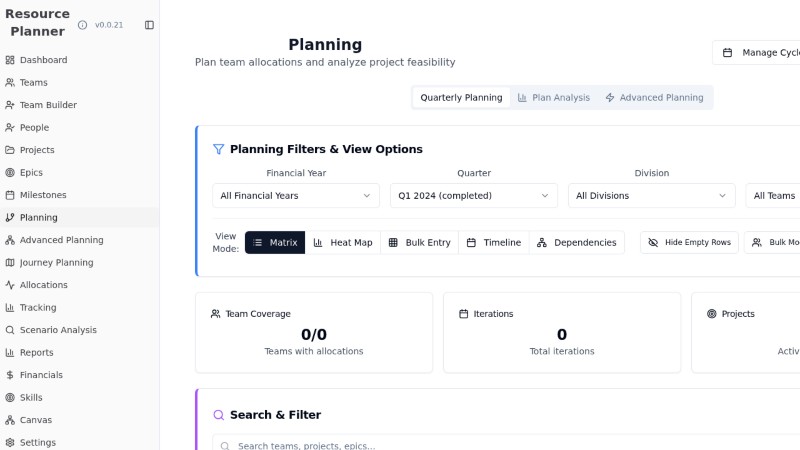 Resource
Planner
v0.0.21
Dashboard
Teams
Team Builder
People
Projects
Epics
Milestones
Planning
Advanced Planning
Journey Planning
Allocations
Tracking
Scenario Analysis
Reports
Financials
Skills
Canvas
Settings
Planning
Plan team allocations and analyze project feasibility
Manage Cycle
Quarterly Planning
Plan Analysis
Advanced Planning
Planning Filters & View Options
Financial Year
Quarter
Division
All Financial Years
Q1 2024 (completed)
All Divisions
All Teams
View
Mode:
Matrix
Heat Map
Bulk Entry
Timeline
Dependencies
Hide Empty Rows
Bulk Mo
Team Coverage
0/0
Teams with allocations
Iterations
0
Total iterations
Projects
Activ
Search & Filter
Search teams, projects, epics...